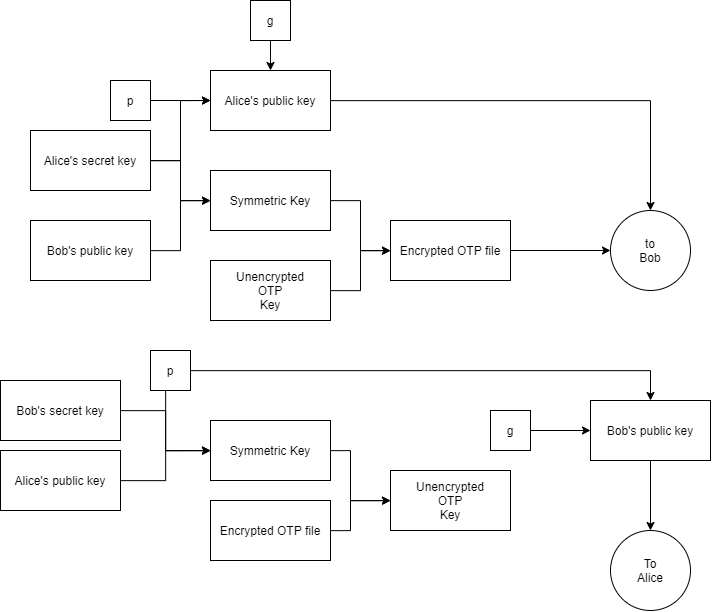 g
p
Alice's public key
Alice's secret key
Symmetric Key
Bob's public key
Encrypted OTP file
to
Bob
Unencrypted
OTP
Key
p
Bob's secret key
g
Bob's public key
Symmetric Key
Alice's public key
Unencrypted
OTP
Key
Encrypted OTP file
To
Alice